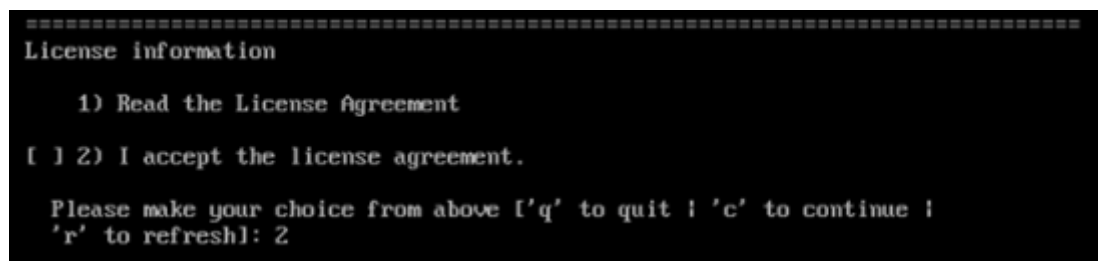 ================================================================================
License information
1) Read the License Agreement
[ ] 2) I accept the license agreement.
Please make your choice from above ['q' to quit | 'c' to continue |
'r' to refresh]: 2